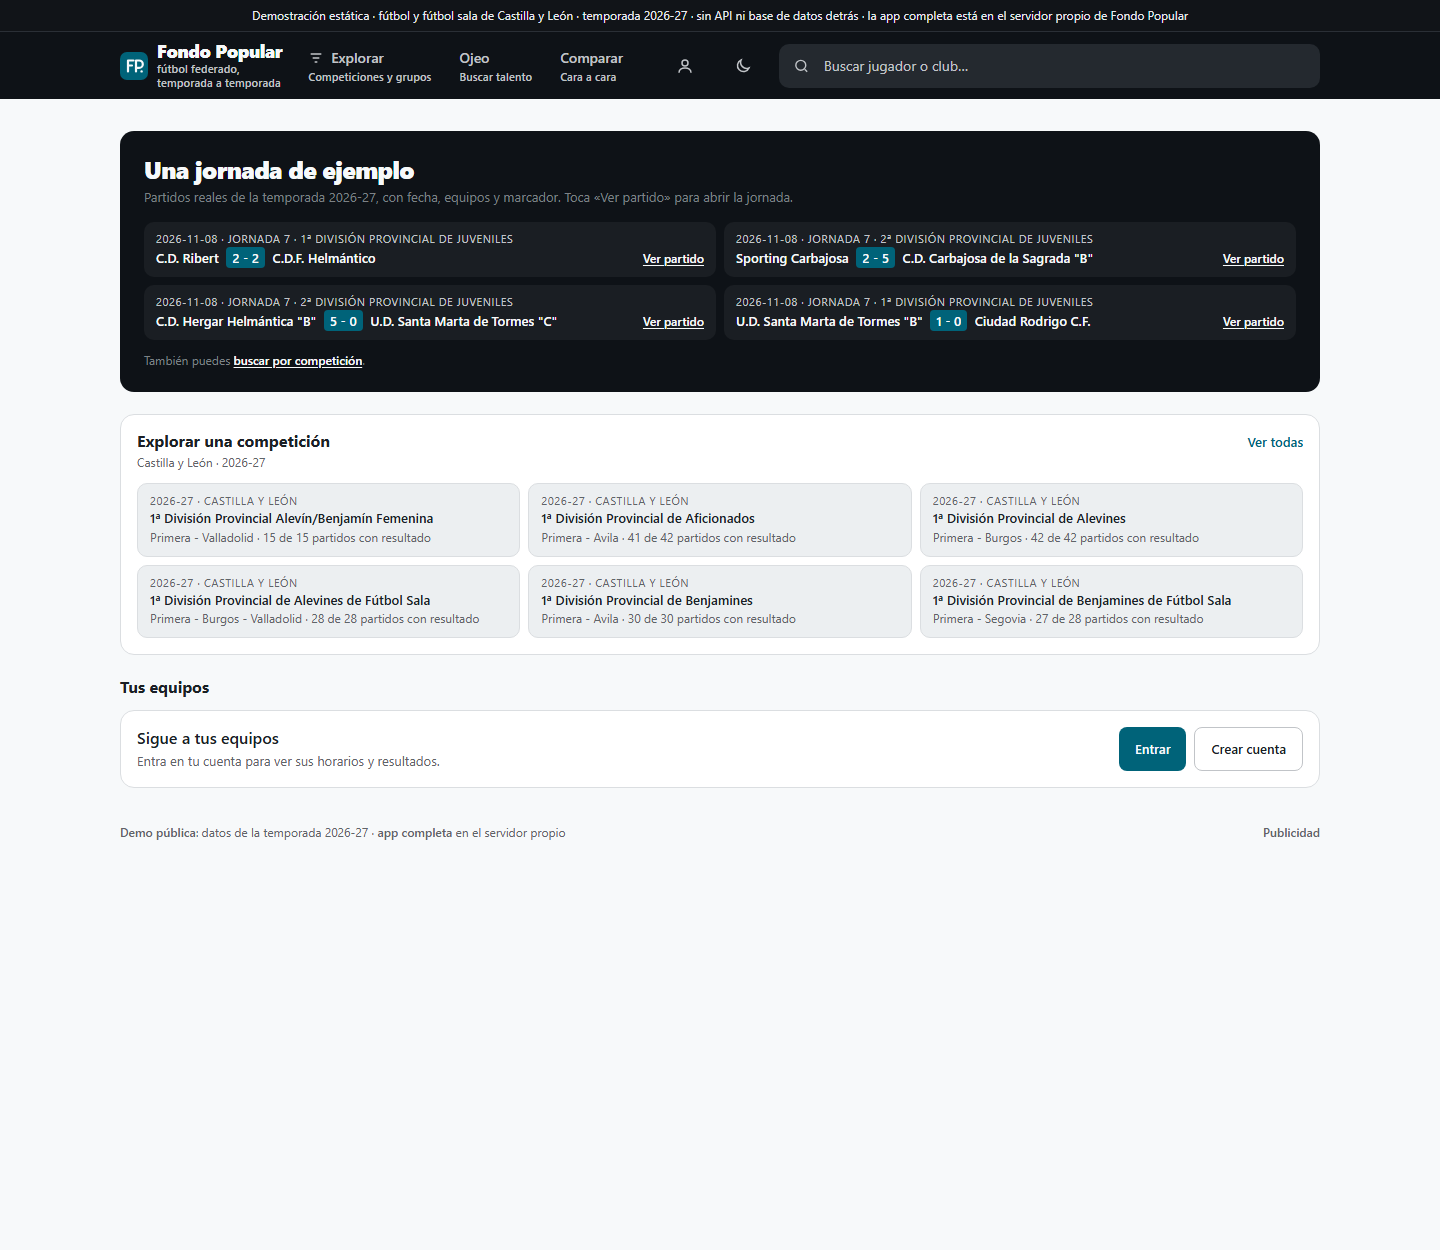 Demostración estática · fútbol y fútbol sala de Castilla y León · temporada 2026-27 · sin API ni base de datos detrás · la app completa está en el servidor propio de Fondo Popular
FP
Fondo Popular
fútbol federado,
temporada a temporada
Explorar
Competiciones y grupos
Ojeo
Buscar talento
Comparar
Cara a cara
Buscar jugador o club...
Una jornada de ejemplo
Partidos reales de la temporada 2026-27, con fecha, equipos y marcador. Toca «Ver partido» para abrir la jornada.
2026-11-08 · JORNADA 7 · 1ª DIVISIÓN PROVINCIAL DE JUVENILES
C.D. Ribert 2 - 2 C.D.F. Helmántico Ver partido
2026-11-08 · JORNADA 7 · 2ª DIVISIÓN PROVINCIAL DE JUVENILES
Sporting Carbajosa 2 - 5 C.D. Carbajosa de la Sagrada "B" Ver partido
2026-11-08 · JORNADA 7 · 2ª DIVISIÓN PROVINCIAL DE JUVENILES
C.D. Hergar Helmántica "B" 5 - 0 U.D. Santa Marta de Tormes "C" Ver partido
2026-11-08 · JORNADA 7 · 1ª DIVISIÓN PROVINCIAL DE JUVENILES
U.D. Santa Marta de Tormes "B" 1 - 0 Ciudad Rodrigo C.F. Ver partido
También puedes buscar por competición.
Explorar una competición
Ver todas
Castilla y León · 2026-27
2026-27 · CASTILLA Y LEÓN
1ª División Provincial Alevín/Benjamín Femenina
Primera - Valladolid · 15 de 15 partidos con resultado
2026-27 · CASTILLA Y LEÓN
1ª División Provincial de Aficionados
Primera - Avila · 41 de 42 partidos con resultado
2026-27 · CASTILLA Y LEÓN
1ª División Provincial de Alevines
Primera - Burgos · 42 de 42 partidos con resultado
2026-27 · CASTILLA Y LEÓN
1ª División Provincial de Alevines de Fútbol Sala
Primera - Burgos - Valladolid · 28 de 28 partidos con resultado
2026-27 · CASTILLA Y LEÓN
1ª División Provincial de Benjamines
Primera - Avila · 30 de 30 partidos con resultado
2026-27 · CASTILLA Y LEÓN
1ª División Provincial de Benjamines de Fútbol Sala
Primera - Segovia · 27 de 28 partidos con resultado
Tus equipos
Sigue a tus equipos
Entra en tu cuenta para ver sus horarios y resultados.
Entrar
Crear cuenta
Demo pública: datos de la temporada 2026-27 · app completa en el servidor propio
Publicidad